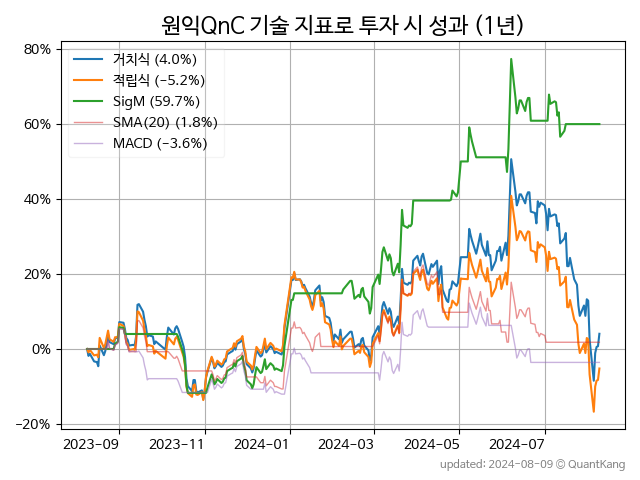 원익QnC 기술 지표로 투자 시 성과 (1년)
80%
60%
40%
20%
0%
−20%
거치식 (4.0%)
적립식 (−5.2%)
SigM (59.7%)
SMA(20) (1.8%)
MACD (−3.6%)
2023-09
2023-11
2024-01
2024-03
2024-05
2024-07
updated: 2024-08-09 © QuantKang